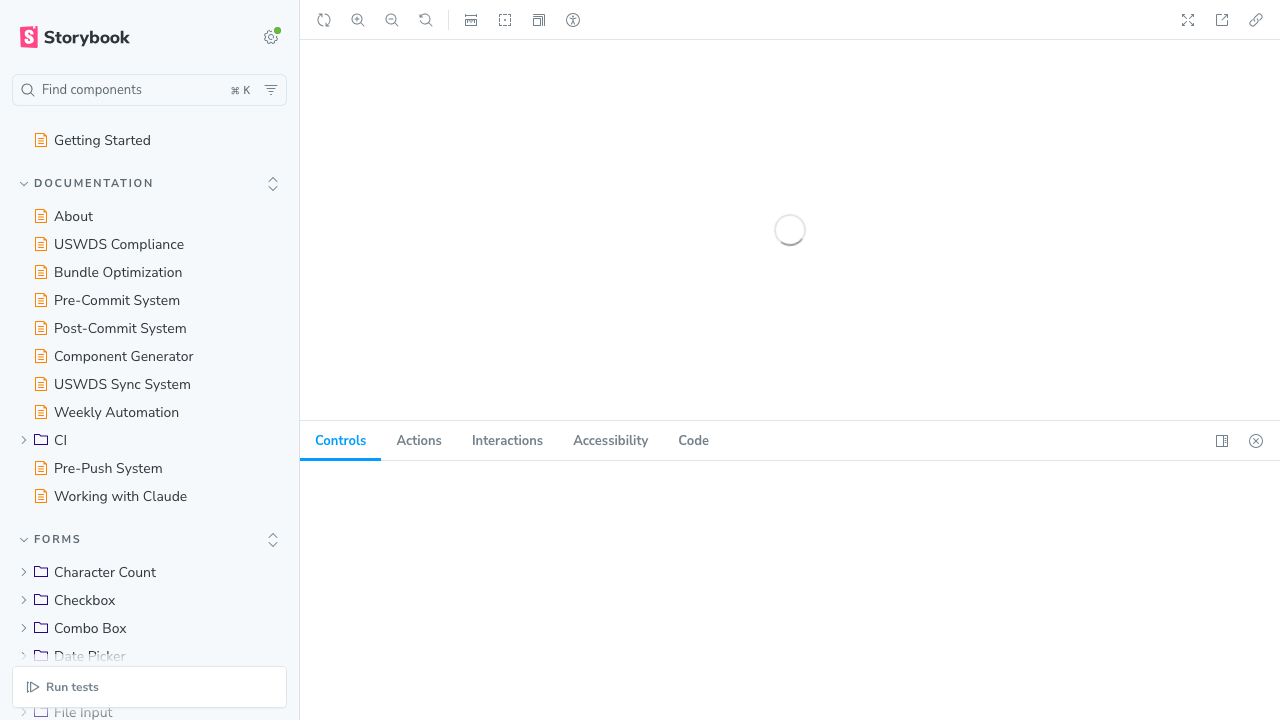 Storybook
Find components
⌘ K
Getting Started
DOCUMENTATION
About
USWDS Compliance
Bundle Optimization
Pre-Commit System
Post-Commit System
Component Generator
USWDS Sync System
Weekly Automation
CI
Pre-Push System
Working with Claude
FORMS
Character Count
Checkbox
Combo Box
Date Picker
Run tests
File Input
Controls
Actions
Interactions
Accessibility
Code